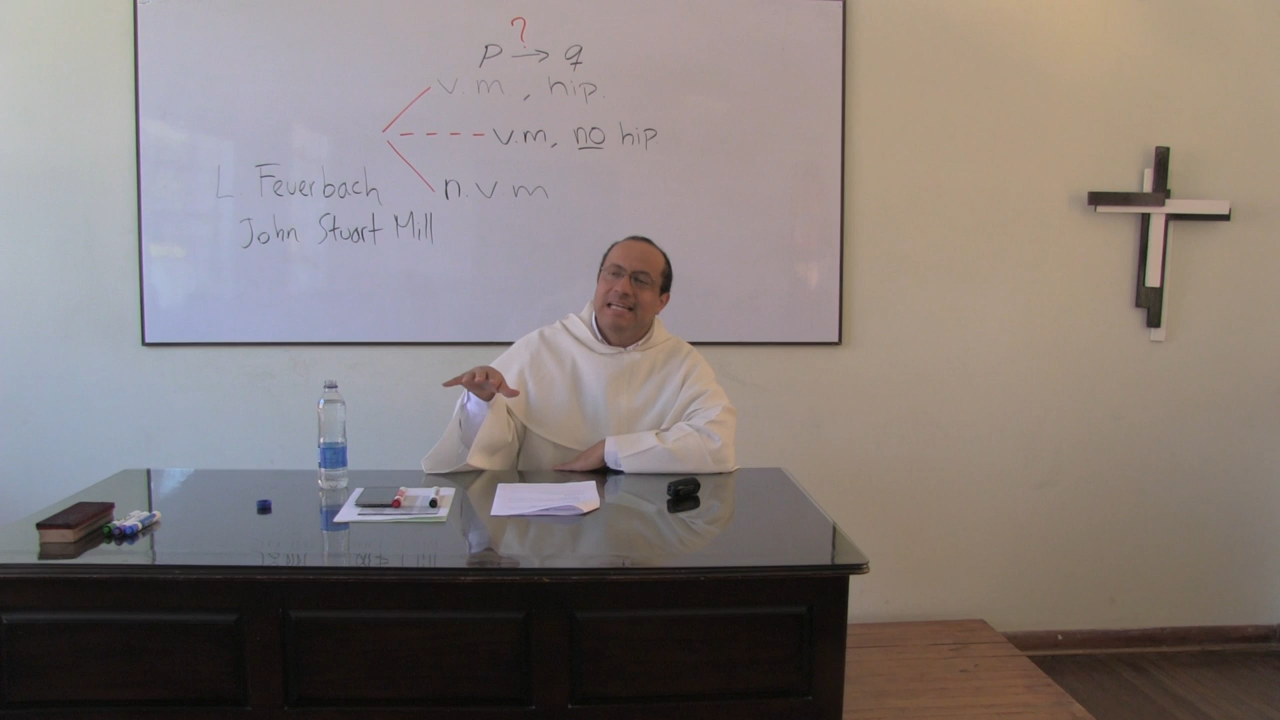 ?
p → q
v.m, hip.
v.m, no hip
n.v m
L. Feuerbach
John Stuart Mill